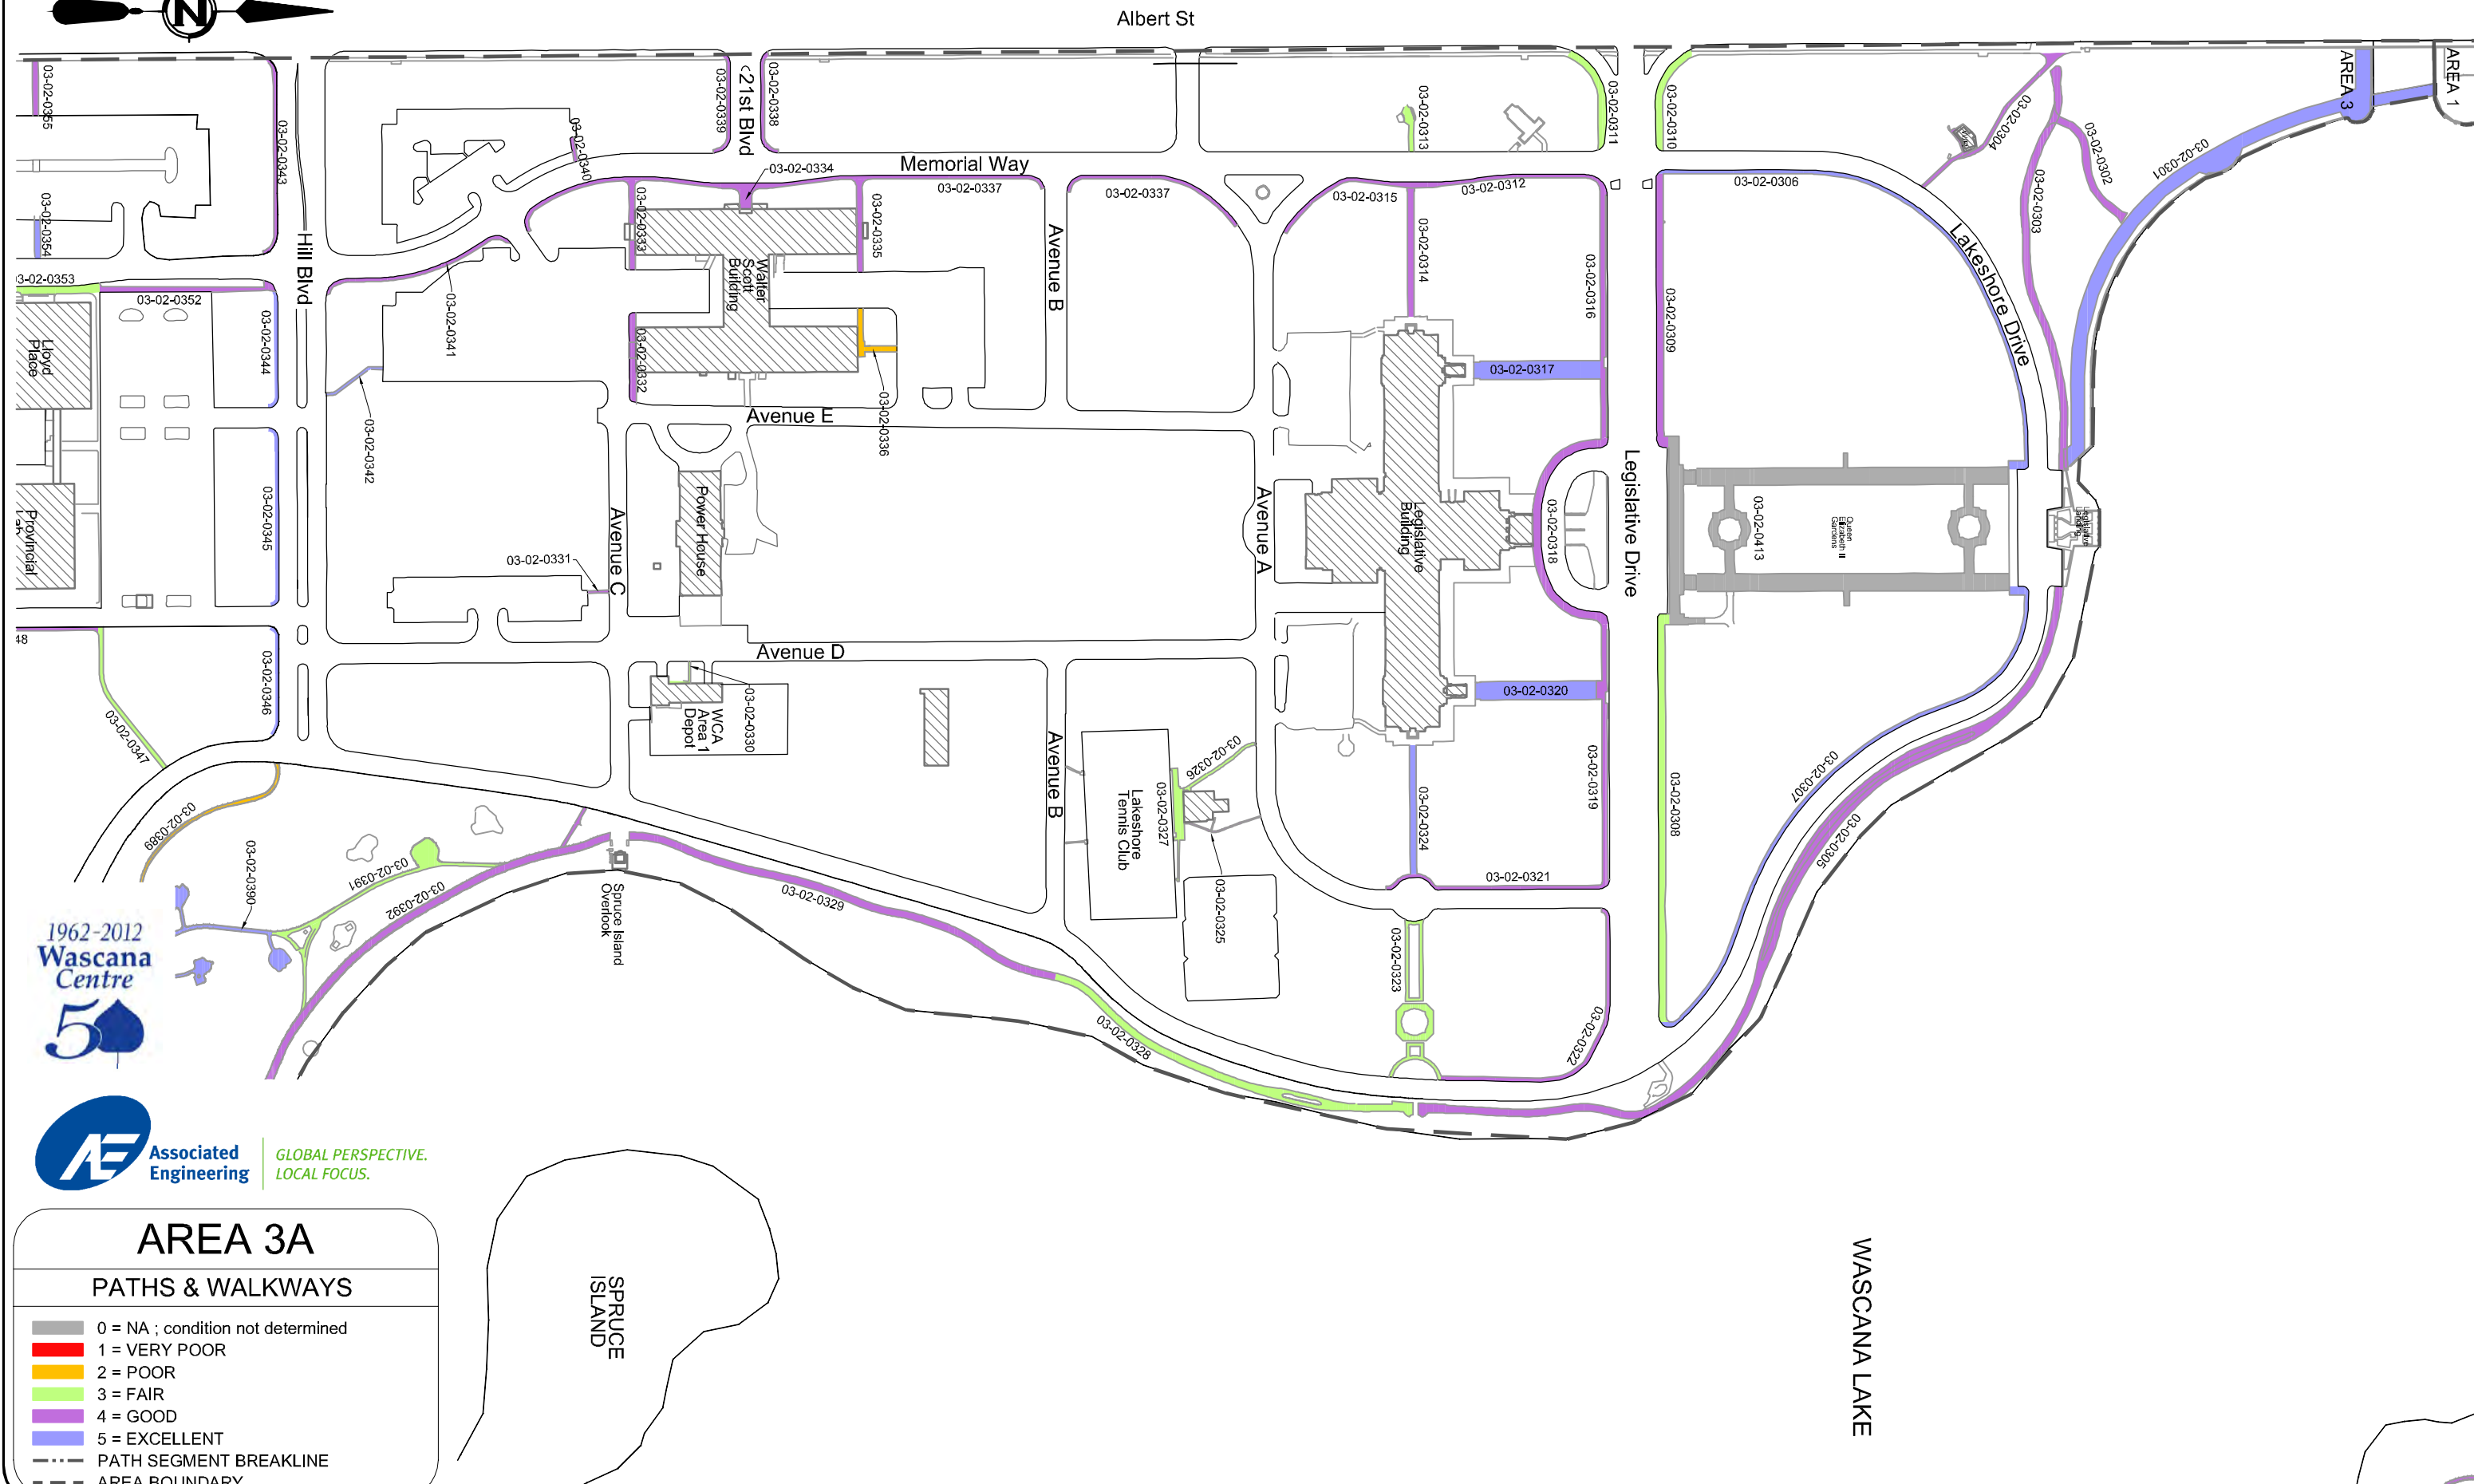 N
Albert St
03-02-0355
03-02-0343
03-02-0340
03-02-0339
<21st Blvd
03-02-0338
03-02-0313
03-02-0311
03-02-0310
03-02-0304
03-02-0302
03-02-0301
AREA 3
AREA 1
Memorial Way
03-02-0334
03-02-0337
03-02-0337
03-02-0315
03-02-0312
03-02-0306
03-02-0303
Lakeshore Drive
03-02-0354
03-02-0353
03-02-0352
Hill Blvd
03-02-0333
03-02-0335
Walter
Scott
Building
Avenue B
03-02-0314
03-02-0316
03-02-0309
Lloyd
Place
03-02-0344
03-02-0341
03-02-0332
03-02-0336
Avenue E
03-02-0317
03-02-0342
Provincial
03-02-0345
03-02-0331
Avenue C
Power House
Avenue A
Legislative
Building
03-02-0318
Legislative Drive
03-02-0413
Queen
Elizabeth II
Gardens
Legislative
Landing
48
03-02-0346
03-02-0347
Avenue D
WCA
Area 1
Depot
03-02-0330
Avenue B
03-02-0326
03-02-0327
Lakeshore
Tennis Club
03-02-0325
03-02-0320
03-02-0324
03-02-0319
03-02-0308
03-02-0307
03-02-0305
03-02-0321
03-02-0323
03-02-0322
03-02-0389
03-02-0390
03-02-0391
03-02-0392
Spruce Island
Overlook
03-02-0329
03-02-0328
1962-2012
Wascana
Centre
50
AE
Associated
Engineering
GLOBAL PERSPECTIVE.
LOCAL FOCUS.
SPRUCE
ISLAND
WASCANA LAKE
AREA 3A
PATHS & WALKWAYS
0 = NA ; condition not determined
1 = VERY POOR
2 = POOR
3 = FAIR
4 = GOOD
5 = EXCELLENT
PATH SEGMENT BREAKLINE
AREA BOUNDARY